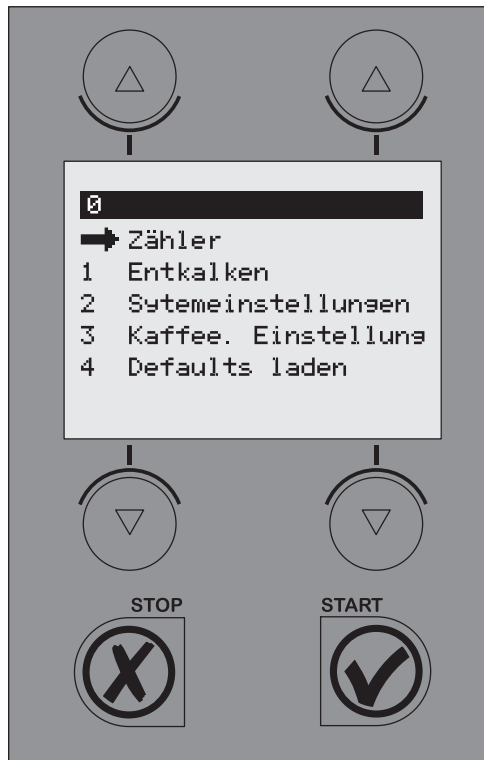 0
Zähler
1 Entkalken
2 Sytemeinstellungen
3 Kaffee. Einstellung
4 Defaults laden
STOP START